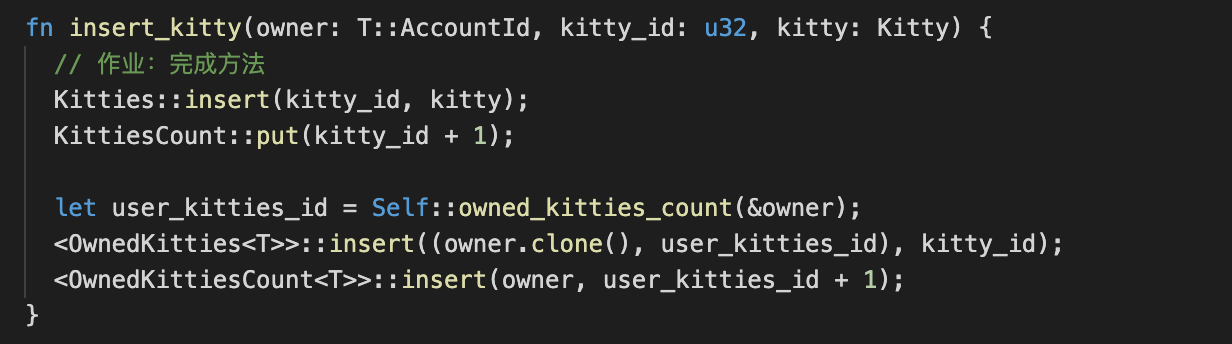 fn insert_kitty(owner: T::AccountId, kitty_id: u32, kitty: Kitty) {
// 作业：完成方法
Kitties::insert(kitty_id, kitty);
KittiesCount::put(kitty_id + 1);
let user_kitties_id = Self::owned_kitties_count(&owner);
<OwnedKitties<T>>::insert((owner.clone(), user_kitties_id), kitty_id);
<OwnedKittiesCount<T>>::insert(owner, user_kitties_id + 1);
}